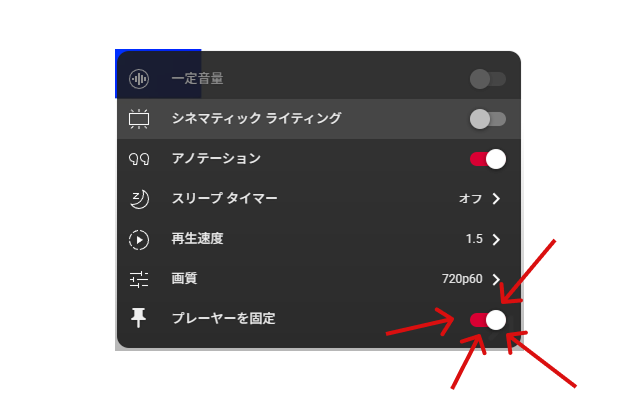 一定音量
シネマティック ライティング
アノテーション
スリープ タイマー オフ
再生速度 1.5
画質 720p60
プレーヤーを固定